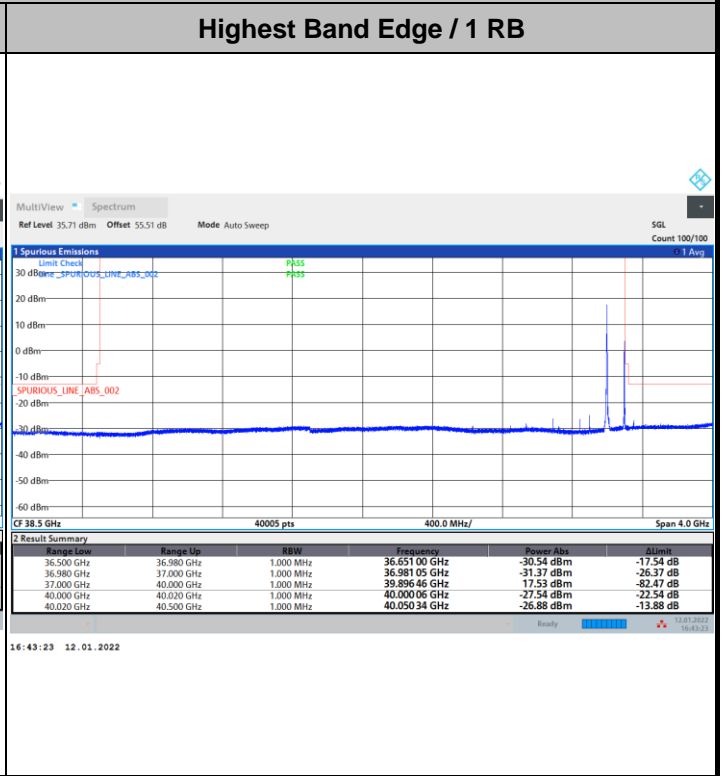 Highest Band Edge / 1 RB
MultiView Spectrum
Ref Level 35.71 dBm Offset 55.51 dB Mode Auto Sweep SGL
Count 100/100
1 Spurious Emissions 1 Avg
Limit Check PASS
30 dBm Line _SPURIOUS_LINE_ABS_002 PASS
20 dBm
10 dBm
0 dBm
-10 dBm
_SPURIOUS_LINE_ABS_002
-20 dBm
-30 dBm
-40 dBm
-50 dBm
-60 dBm
CF 38.5 GHz 40005 pts 400.0 MHz/ Span 4.0 GHz
2 Result Summary
Range Low Range Up RBW Frequency Power Abs ΔLimit
36.500 GHz 36.980 GHz 1.000 MHz 36.651 00 GHz -30.54 dBm -17.54 dB
36.980 GHz 37.000 GHz 1.000 MHz 36.981 05 GHz -31.37 dBm -26.37 dB
37.000 GHz 40.000 GHz 1.000 MHz 39.896 46 GHz 17.53 dBm -82.47 dB
40.000 GHz 40.020 GHz 1.000 MHz 40.000 06 GHz -27.54 dBm -22.54 dB
40.020 GHz 40.500 GHz 1.000 MHz 40.050 34 GHz -26.88 dBm -13.88 dB
Ready 12.01.2022
16:43:23
16:43:23 12.01.2022